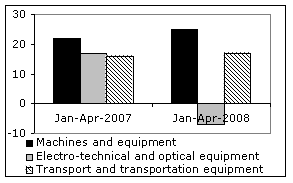 30
20
10
0
-10
Jan-Apr-2007 Jan-Apr-2008
Machines and equipment
Electro-technical and optical equipment
Transport and transportation equipment